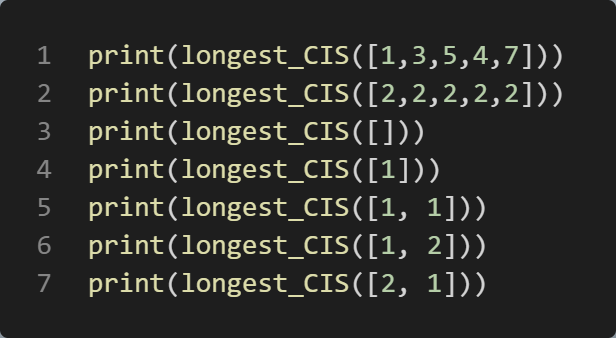 1 print(longest_CIS([1,3,5,4,7]))
2 print(longest_CIS([2,2,2,2,2]))
3 print(longest_CIS([]))
4 print(longest_CIS([1]))
5 print(longest_CIS([1, 1]))
6 print(longest_CIS([1, 2]))
7 print(longest_CIS([2, 1]))